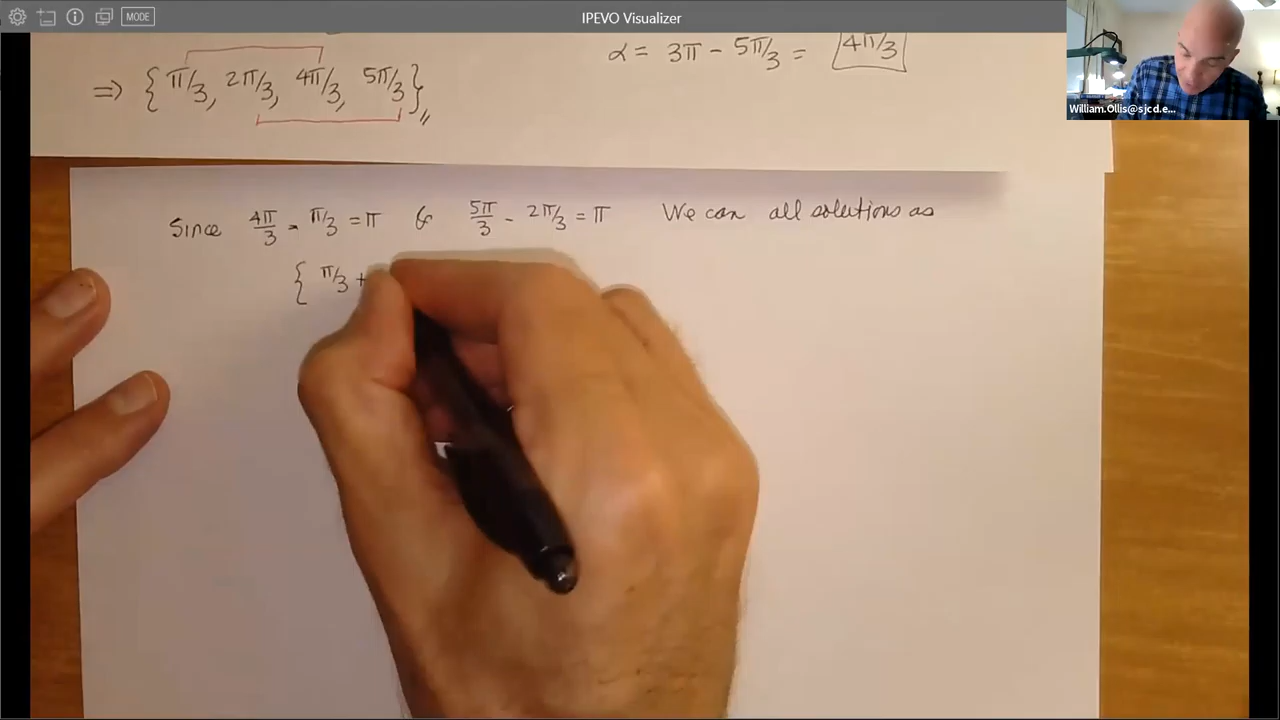 MODE
IPEVO Visualizer
William.Ollis@sjcd.e...
α = 3π - 5π/3 = 4π/3
⇒ { π/3, 2π/3, 4π/3, 5π/3 }
Since 4π/3 - π/3 = π & 5π/3 - 2π/3 = π We can all solutions as
{ π/3 +